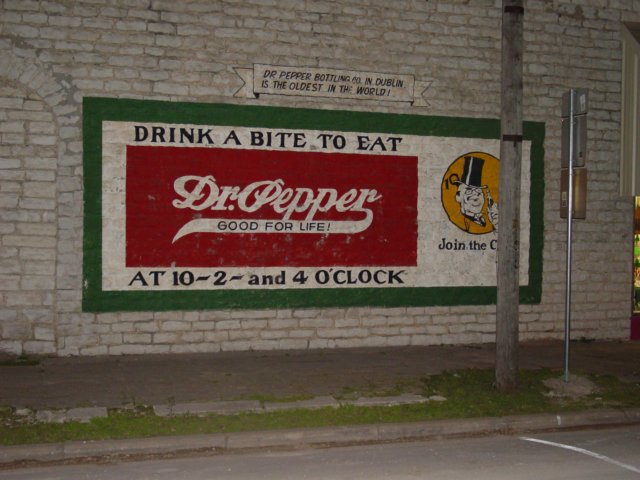 DR PEPPER BOTTLING CO. IN DUBLIN
IS THE OLDEST IN THE WORLD!
DRINK A BITE TO EAT
Dr. Pepper
GOOD FOR LIFE!
AT 10-2-and 4 O'CLOCK
10
Join the